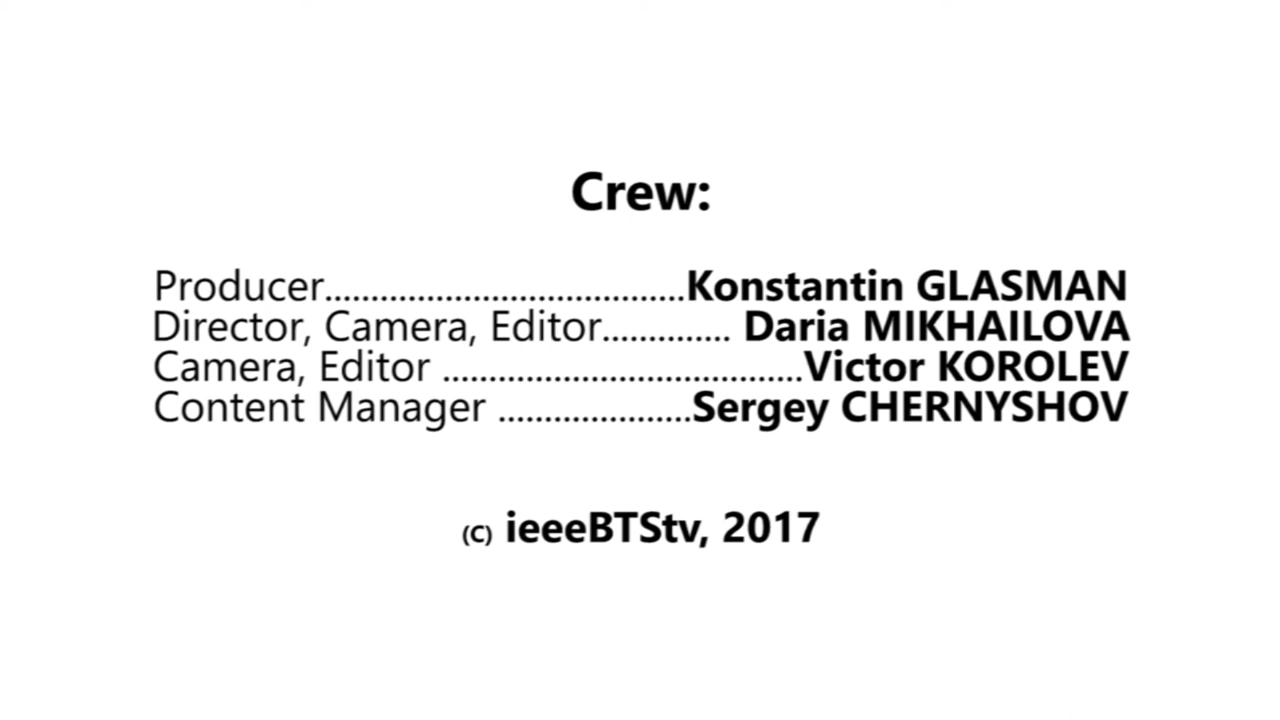 Crew:
Producer.......................................Konstantin GLASMAN
Director, Camera, Editor.............. Daria MIKHAILOVA
Camera, Editor .......................................Victor KOROLEV
Content Manager .....................Sergey CHERNYSHOV
(C) ieeeBTStv, 2017